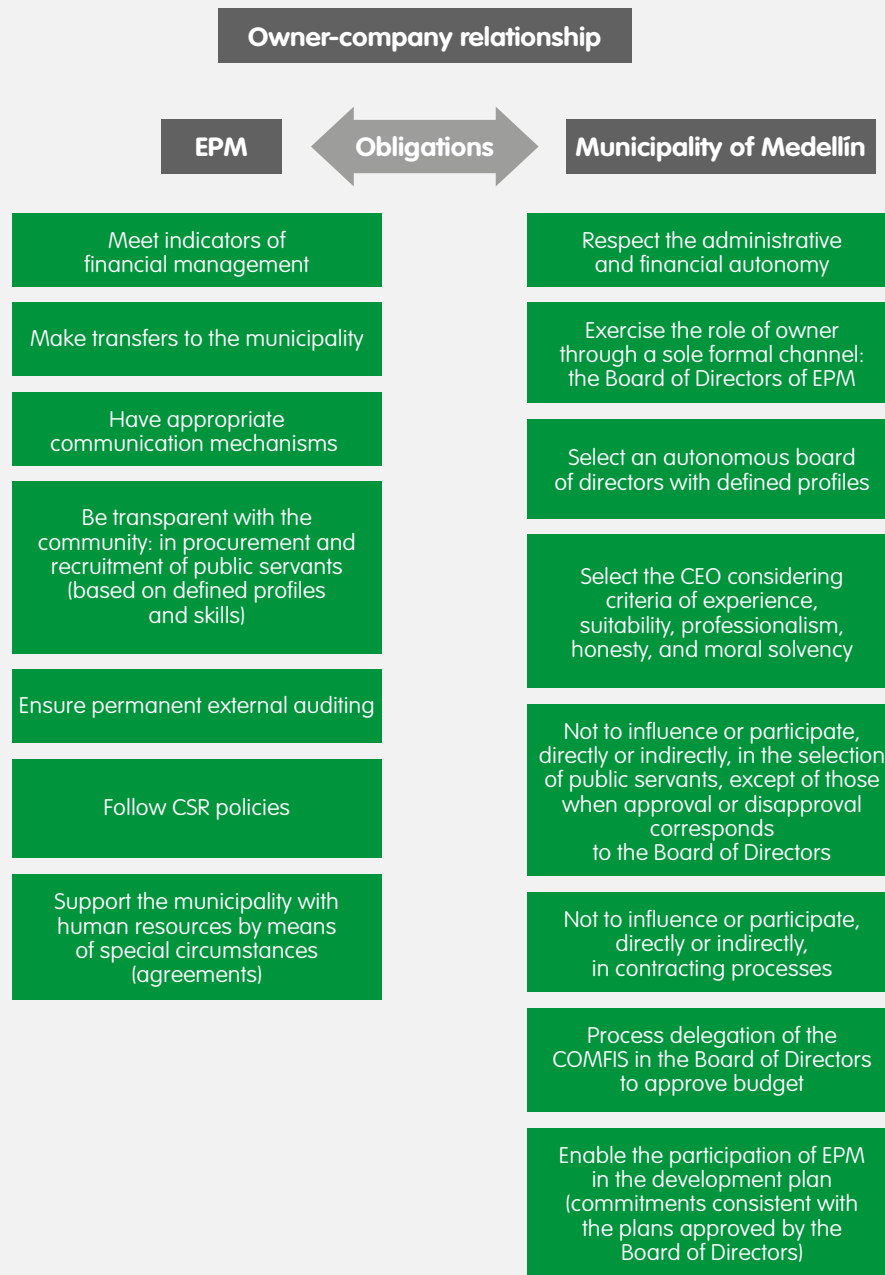 Owner-company relationship
EPM
Obligations
Municipality of Medellín
Meet indicators of
financial management
Make transfers to the municipality
Have appropriate
communication mechanisms
Be transparent with the
community: in procurement and
recruitment of public servants
(based on defined profiles
and skills)
Ensure permanent external auditing
Follow CSR policies
Support the municipality with
human resources by means
of special circumstances
(agreements)
Respect the administrative
and financial autonomy
Exercise the role of owner
through a sole formal channel:
the Board of Directors of EPM
Select an autonomous board
of directors with defined profiles
Select the CEO considering
criteria of experience,
suitability, professionalism,
honesty, and moral solvency
Not to influence or participate,
directly or indirectly, in the selection
of public servants, except of those
when approval or disapproval
corresponds
to the Board of Directors
Not to influence or participate,
directly or indirectly,
in contracting processes
Process delegation of the
COMFIS in the Board of Directors
to approve budget
Enable the participation of EPM
in the development plan
(commitments consistent with
the plans approved by the
Board of Directors)